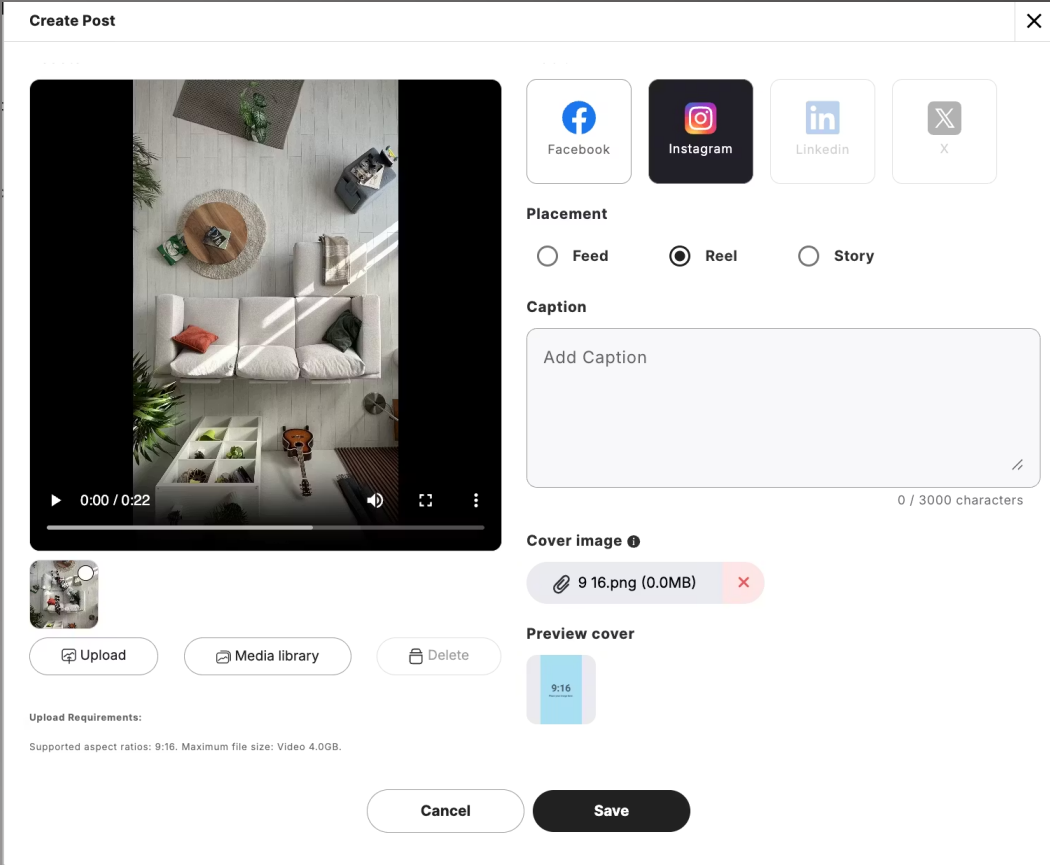 Create Post
0:00 / 0:22
Upload
Media library
Delete
Upload Requirements:
Supported aspect ratios: 9:16. Maximum file size: Video 4.0GB.
Facebook
Instagram
Linkedin
X
Placement
Feed
Reel
Story
Caption
Add Caption
0 / 3000 characters
Cover image
9 16.png (0.0MB)
Preview cover
9:16
Cancel
Save